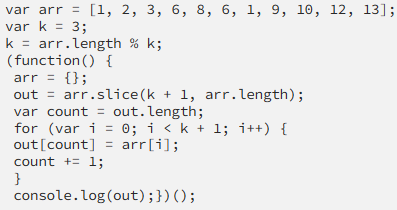 var arr = [1, 2, 3, 6, 8, 6, 1, 9, 10, 12, 13];
var k = 3;
k = arr.length % k;
(function() {
 arr = {};
 out = arr.slice(k + 1, arr.length);
 var count = out.length;
 for (var i = 0; i < k + 1; i++) {
 out[count] = arr[i];
 count += 1;
 }
 console.log(out);})();